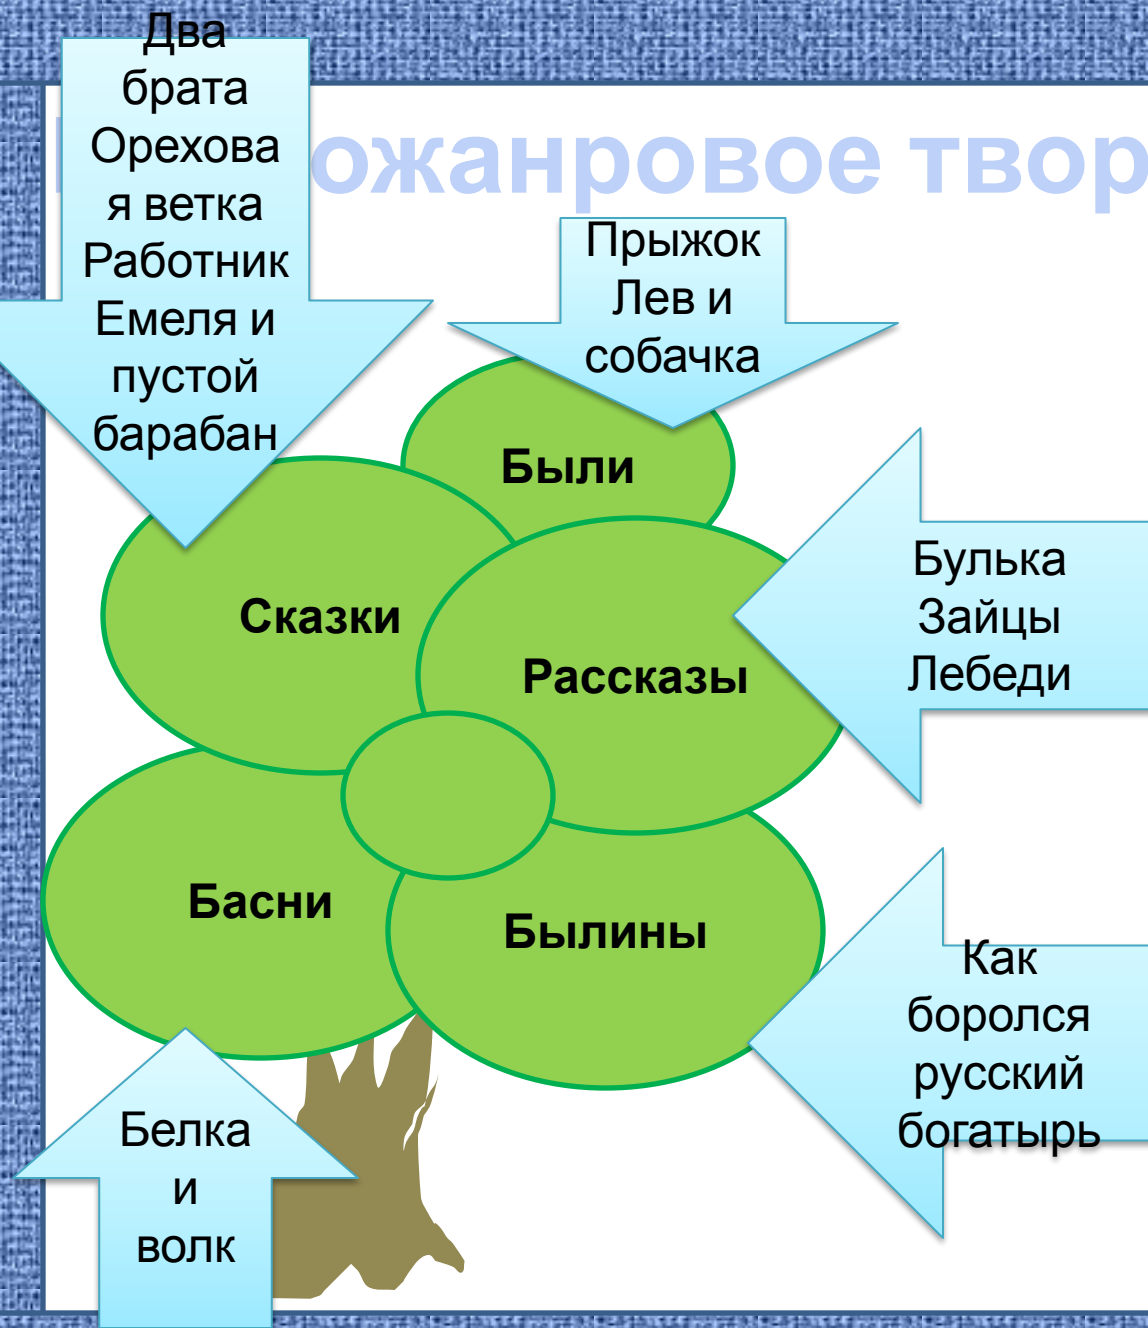 Два
брата
Орехова
я ветка
Работник
Емеля и
пустой
барабан
ожанровое твор
Прыжок
Лев и
собачка
Были
Булька
Зайцы
Лебеди
Сказки
Рассказы
Басни
Былины
Как
боролся
русский
богатырь
Белка
и
волк